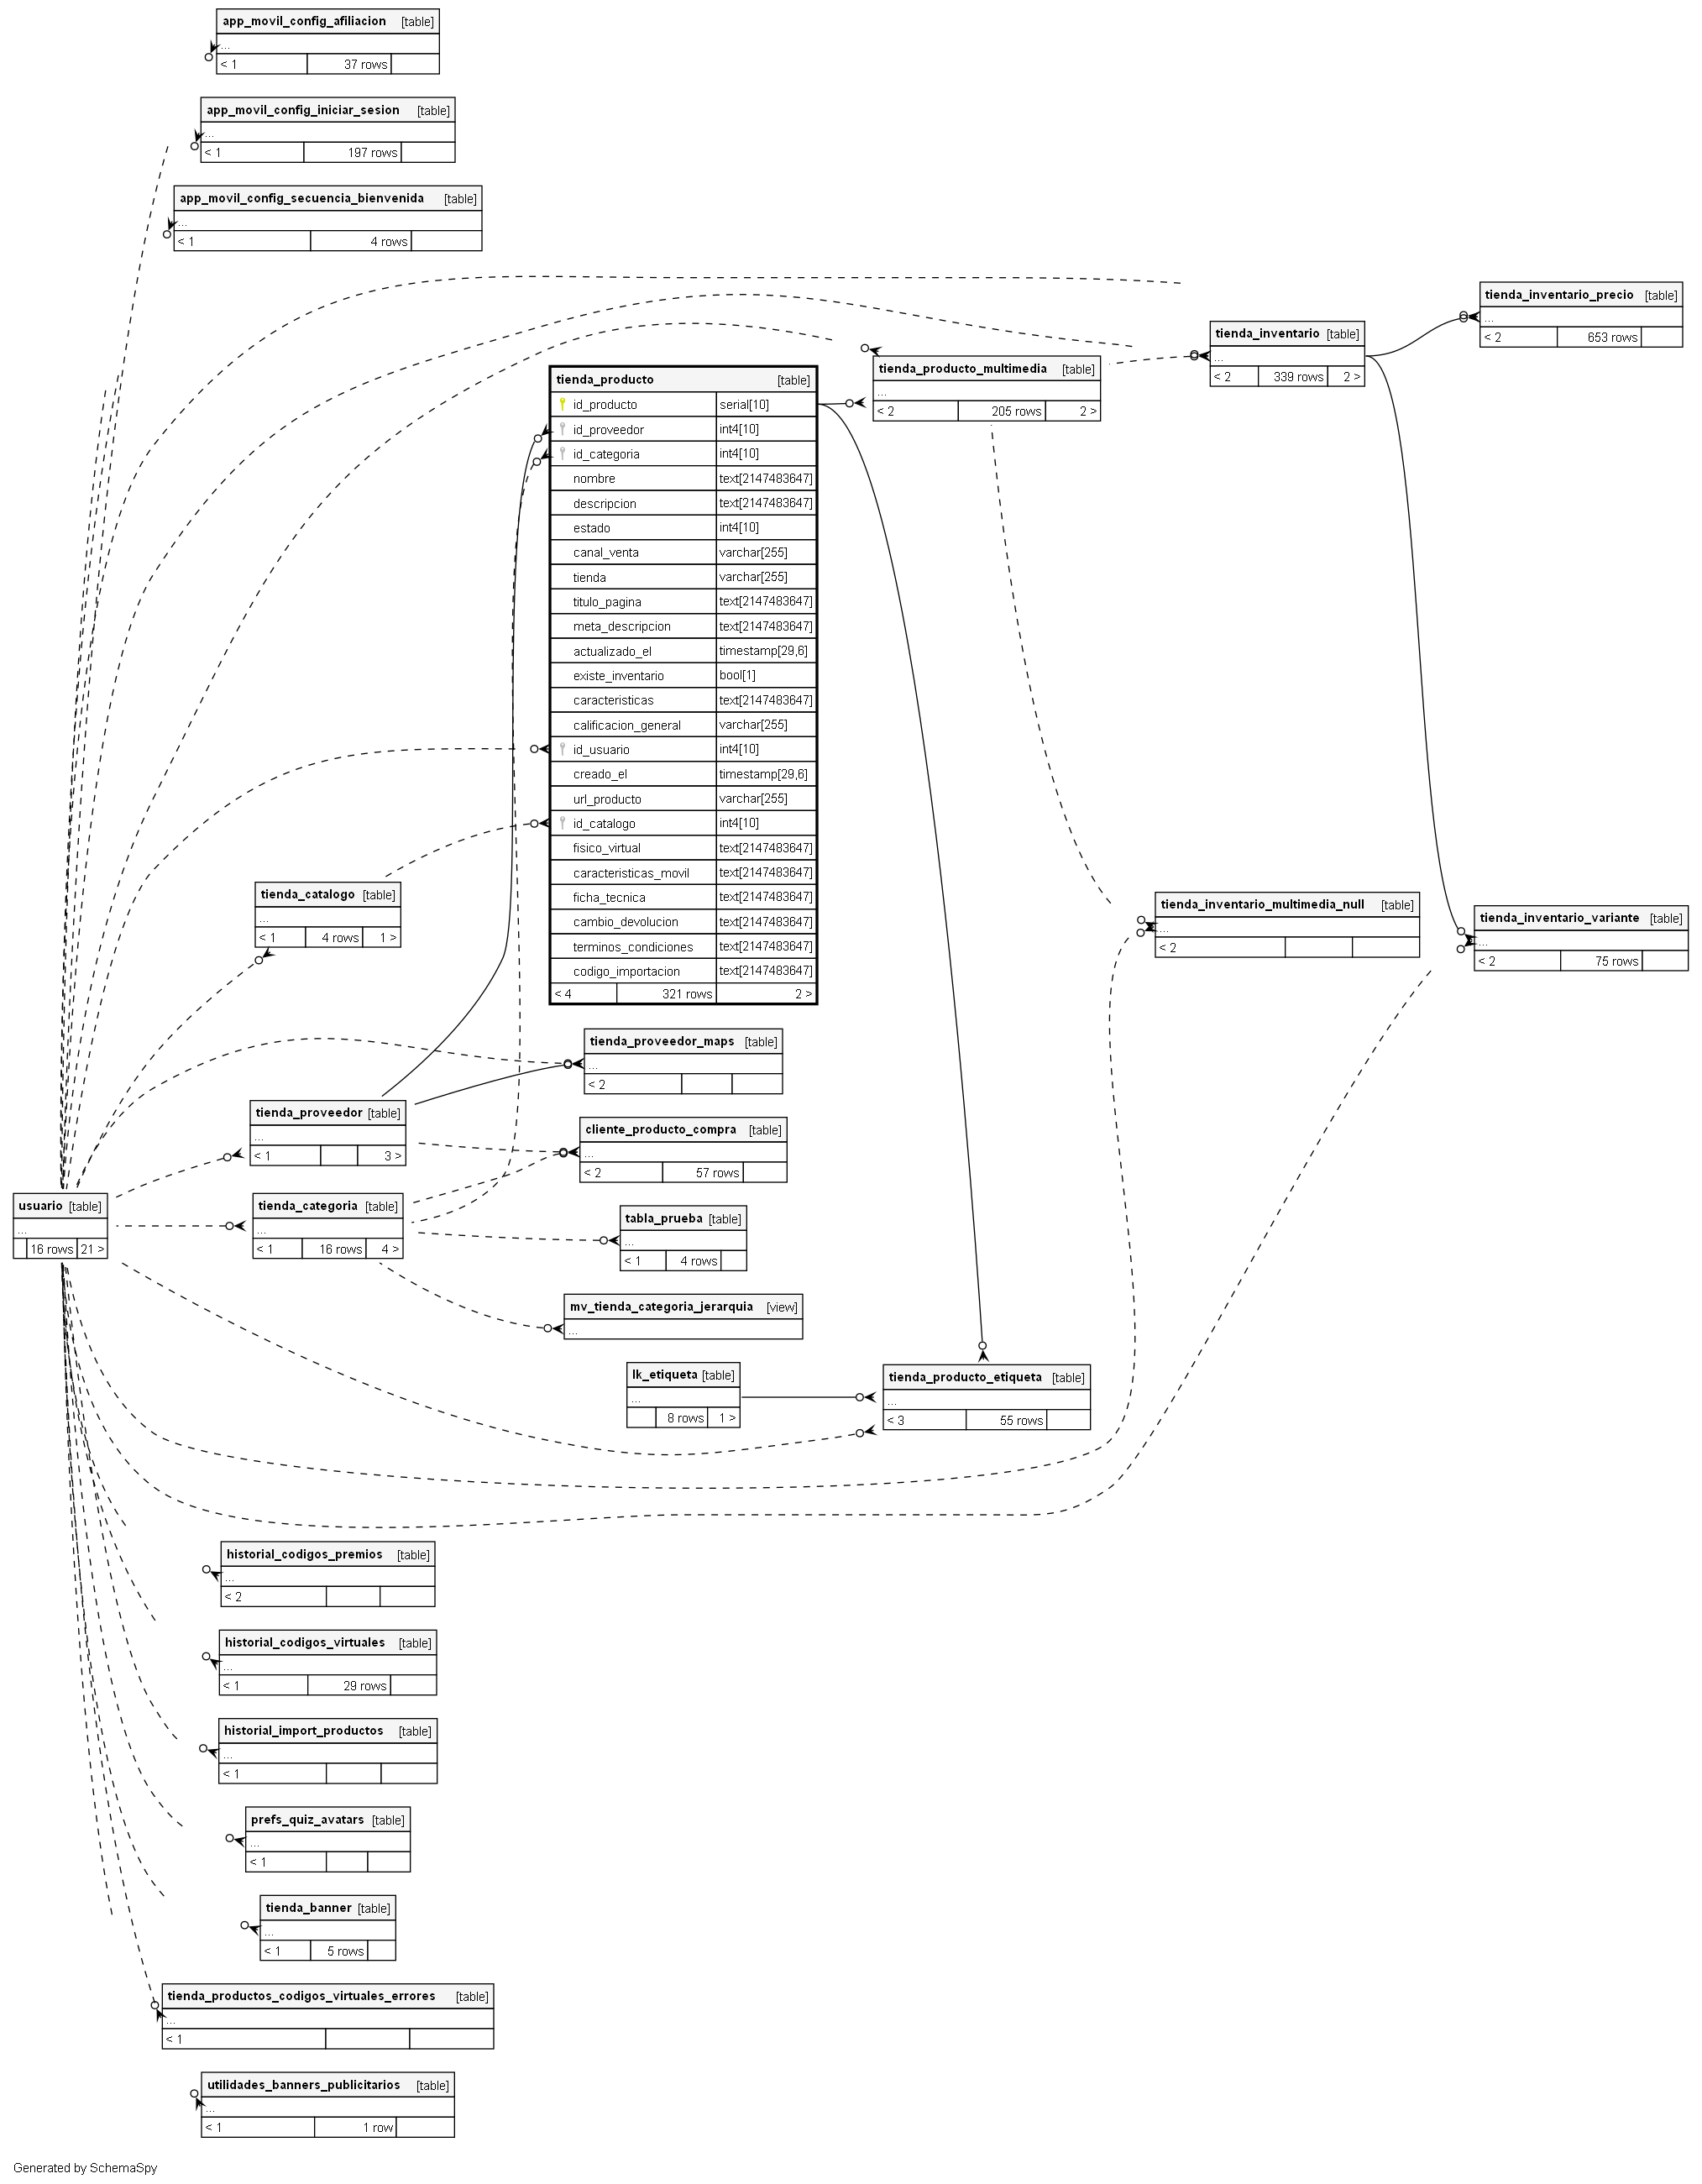 app_movil_config_afiliacion [table]
...
< 1 37 rows
app_movil_config_iniciar_sesion [table]
...
< 1 197 rows
app_movil_config_secuencia_bienvenida [table]
...
< 1 4 rows
tienda_inventario_precio [table]
...
< 2 653 rows
tienda_inventario [table]
...
< 2 339 rows 2 >
tienda_producto_multimedia [table]
...
< 2 205 rows 2 >
tienda_producto [table]
id_producto serial[10]
id_proveedor int4[10]
id_categoria int4[10]
nombre text[2147483647]
descripcion text[2147483647]
estado int4[10]
canal_venta varchar[255]
tienda varchar[255]
titulo_pagina text[2147483647]
meta_descripcion text[2147483647]
actualizado_el timestamp[29,6]
existe_inventario bool[1]
caracteristicas text[2147483647]
calificacion_general varchar[255]
id_usuario int4[10]
creado_el timestamp[29,6]
url_producto varchar[255]
id_catalogo int4[10]
fisico_virtual text[2147483647]
caracteristicas_movil text[2147483647]
ficha_tecnica text[2147483647]
cambio_devolucion text[2147483647]
terminos_condiciones text[2147483647]
codigo_importacion text[2147483647]
< 4 321 rows 2 >
tienda_catalogo [table]
...
< 1 4 rows 1 >
tienda_inventario_multimedia_null [table]
...
< 2
tienda_inventario_variante [table]
...
< 2 75 rows
tienda_proveedor_maps [table]
...
< 2
tienda_proveedor [table]
...
< 1 3 >
cliente_producto_compra [table]
...
< 2 57 rows
usuario [table]
...
16 rows 21 >
tienda_categoria [table]
...
< 1 16 rows 4 >
tabla_prueba [table]
...
< 1 4 rows
mv_tienda_categoria_jerarquia [view]
...
lk_etiqueta [table]
...
8 rows 1 >
tienda_producto_etiqueta [table]
...
< 3 55 rows
historial_codigos_premios [table]
...
< 2
historial_codigos_virtuales [table]
...
< 1 29 rows
historial_import_productos [table]
...
< 1
prefs_quiz_avatars [table]
...
< 1
tienda_banner [table]
...
< 1 5 rows
tienda_productos_codigos_virtuales_errores [table]
...
< 1
utilidades_banners_publicitarios [table]
...
< 1 1 row
Generated by SchemaSpy